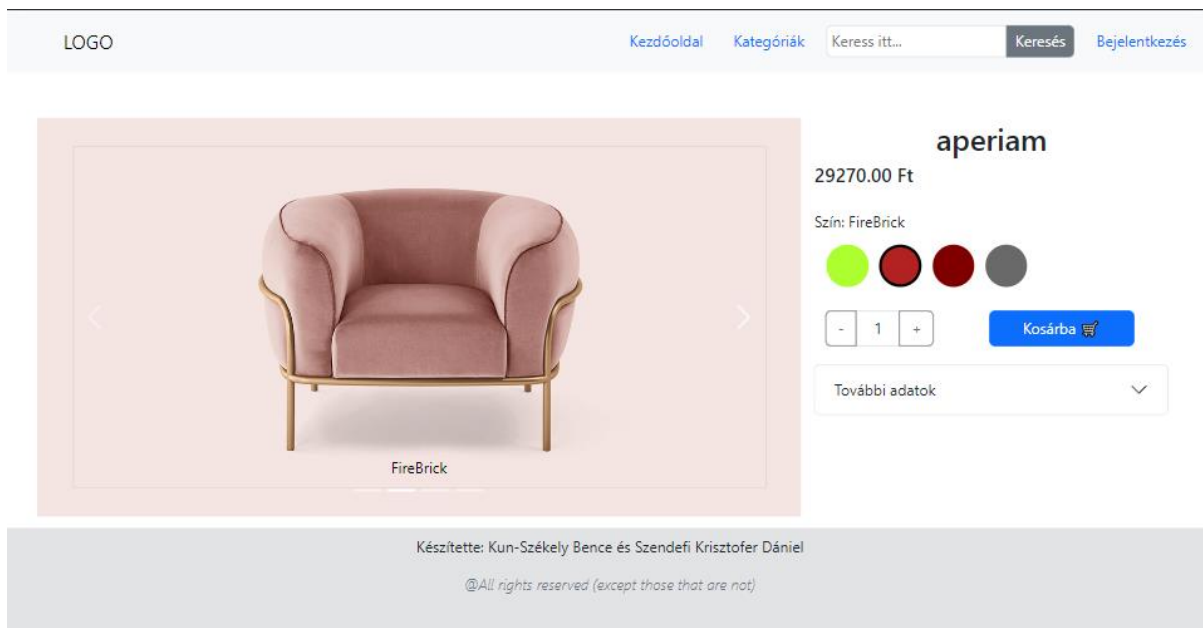 LOGO
Kezdőoldal
Kategóriák
Keress itt...
Keresés
Bejelentkezés
aperiam
29270.00 Ft
Szín: FireBrick
- 1 +
Kosárba 🛒
További adatok
FireBrick
Készítette: Kun-Székely Bence és Szendefi Krisztofer Dániel
@All rights reserved (except those that are not)